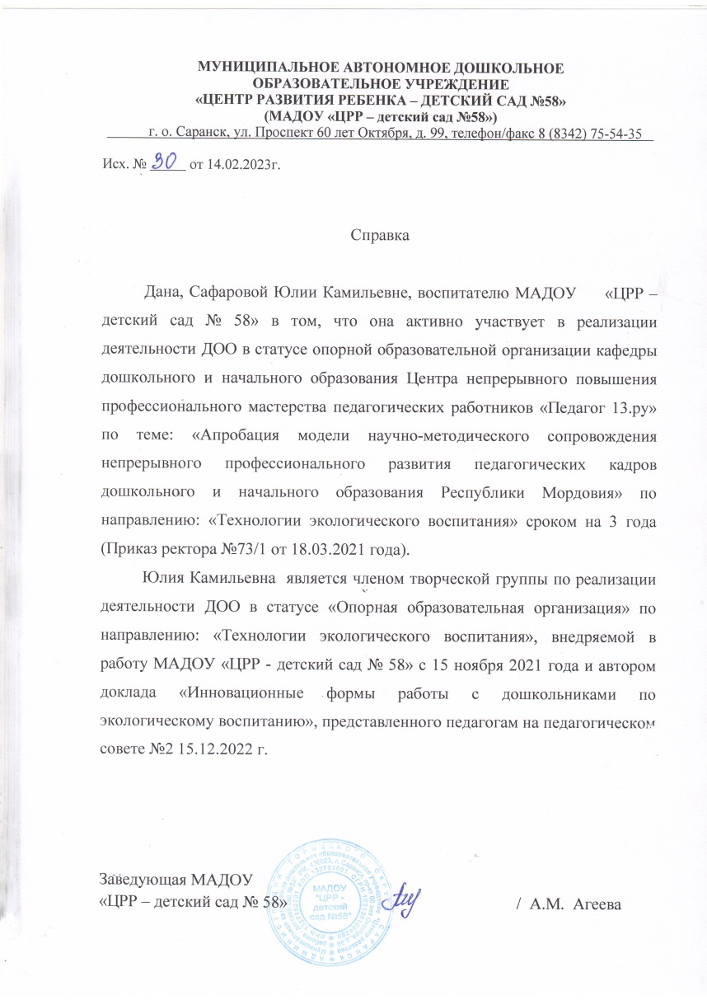 МУНИЦИПАЛЬНОЕ АВТОНОМНОЕ ДОШКОЛЬНОЕ
ОБРАЗОВАТЕЛЬНОЕ УЧРЕЖДЕНИЕ
«ЦЕНТР РАЗВИТИЯ РЕБЕНКА – ДЕТСКИЙ САД №58»
(МАДОУ «ЦРР – детский сад №58»)
г. о. Саранск, ул. Проспект 60 лет Октября, д. 99, телефон/факс 8 (8342) 75-54-35
Исх. № 30 от 14.02.2023г.
Справка
Дана, Сафаровой Юлии Камильевне, воспитателю МАДОУ «ЦРР –
детский сад № 58» в том, что она активно участвует в реализации
деятельности ДОО в статусе опорной образовательной организации кафедры
дошкольного и начального образования Центра непрерывного повышения
профессионального мастерства педагогических работников «Педагог 13.ру»
по теме: «Апробация модели научно-методического сопровождения
непрерывного профессионального развития педагогических кадров
дошкольного и начального образования Республики Мордовия» по
направлению: «Технологии экологического воспитания» сроком на 3 года
(Приказ ректора №73/1 от 18.03.2021 года).
Юлия Камильевна является членом творческой группы по реализации
деятельности ДОО в статусе «Опорная образовательная организация» по
направлению: «Технологии экологического воспитания», внедряемой в
работу МАДОУ «ЦРР - детский сад № 58» с 15 ноября 2021 года и автором
доклада «Инновационные формы работы с дошкольниками по
экологическому воспитанию», представленного педагогам на педагогическом
совете №2 15.12.2022 г.
Заведующая МАДОУ
«ЦРР – детский сад № 58» / А.М. Агеева
МАДОУ
"ЦРР -
детский
сад №58"